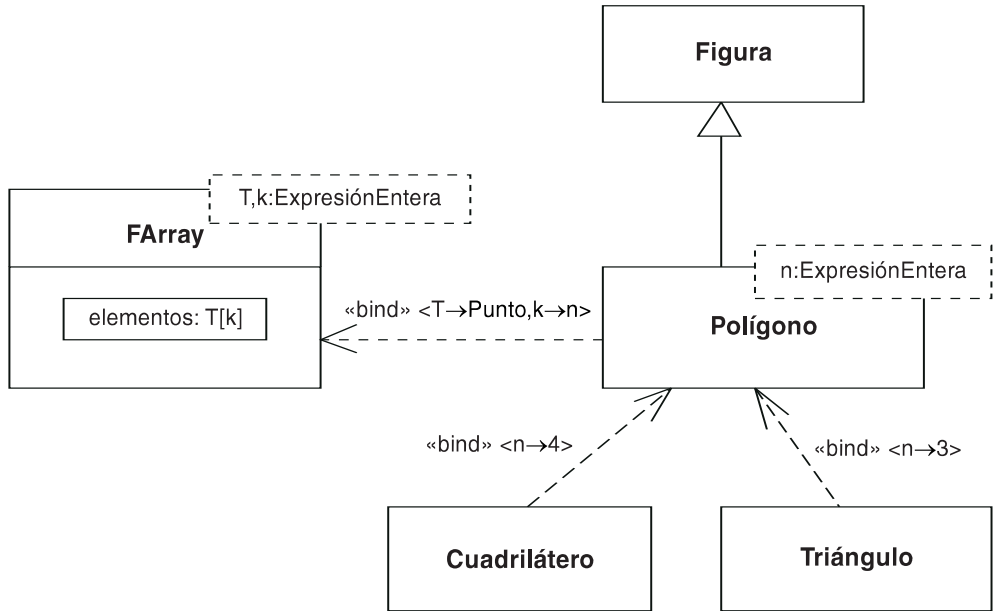 Figura
T,k:ExpresiónEntera
FArray
n:ExpresiónEntera
elementos: T[k]
«bind» <T→Punto,k→n>
Polígono
«bind» <n→4>
«bind» <n→3>
Cuadrilátero
Triángulo